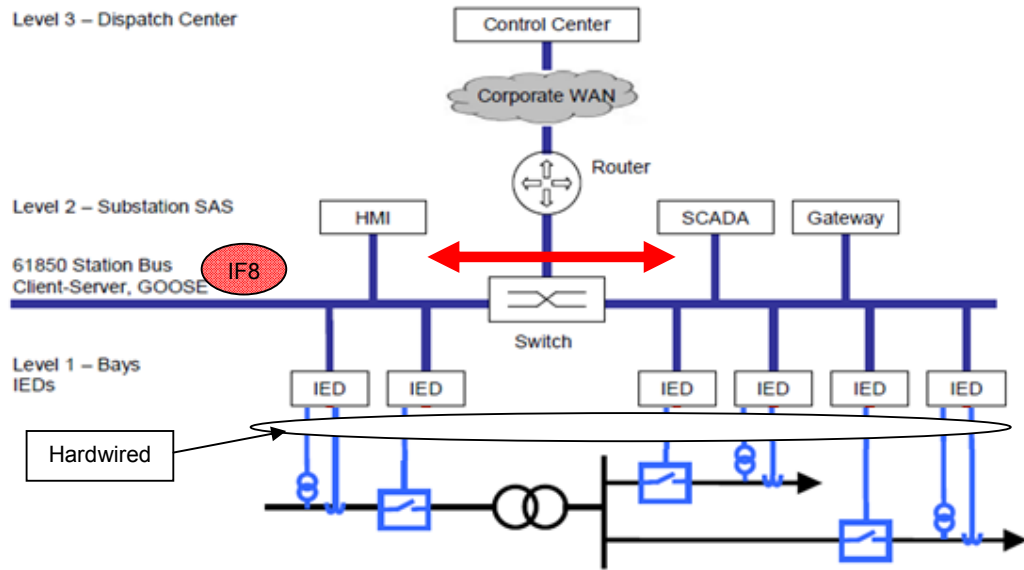 Level 3 – Dispatch Center
Control Center
Corporate WAN
Router
Level 2 – Substation SAS
HMI
SCADA
Gateway
61850 Station Bus
Client-Server, GOOSE
IF8
Switch
Level 1 – Bays
IEDs
IED
IED
IED
IED
IED
IED
Hardwired